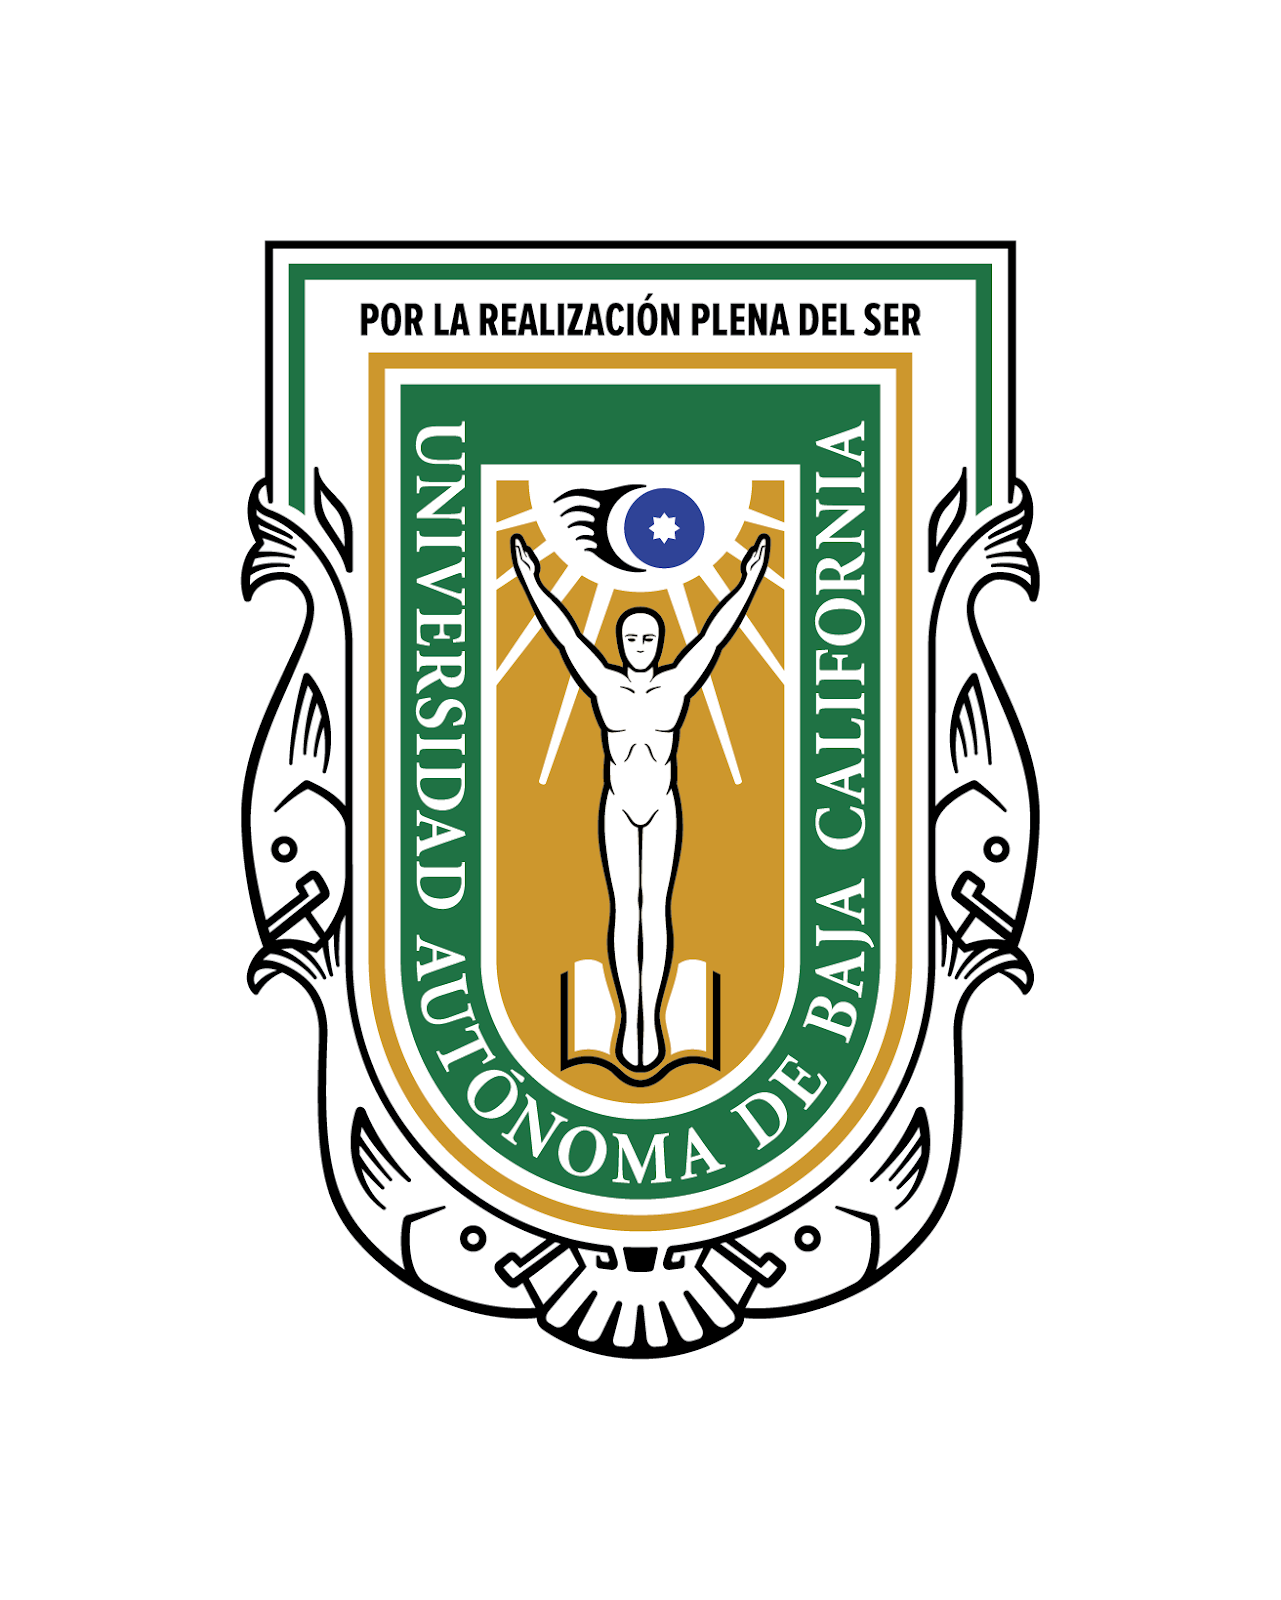 POR LA REALIZACIÓN PLENA DEL SER
UNIVERSIDAD AUTÓNOMA DE BAJA CALIFORNIA